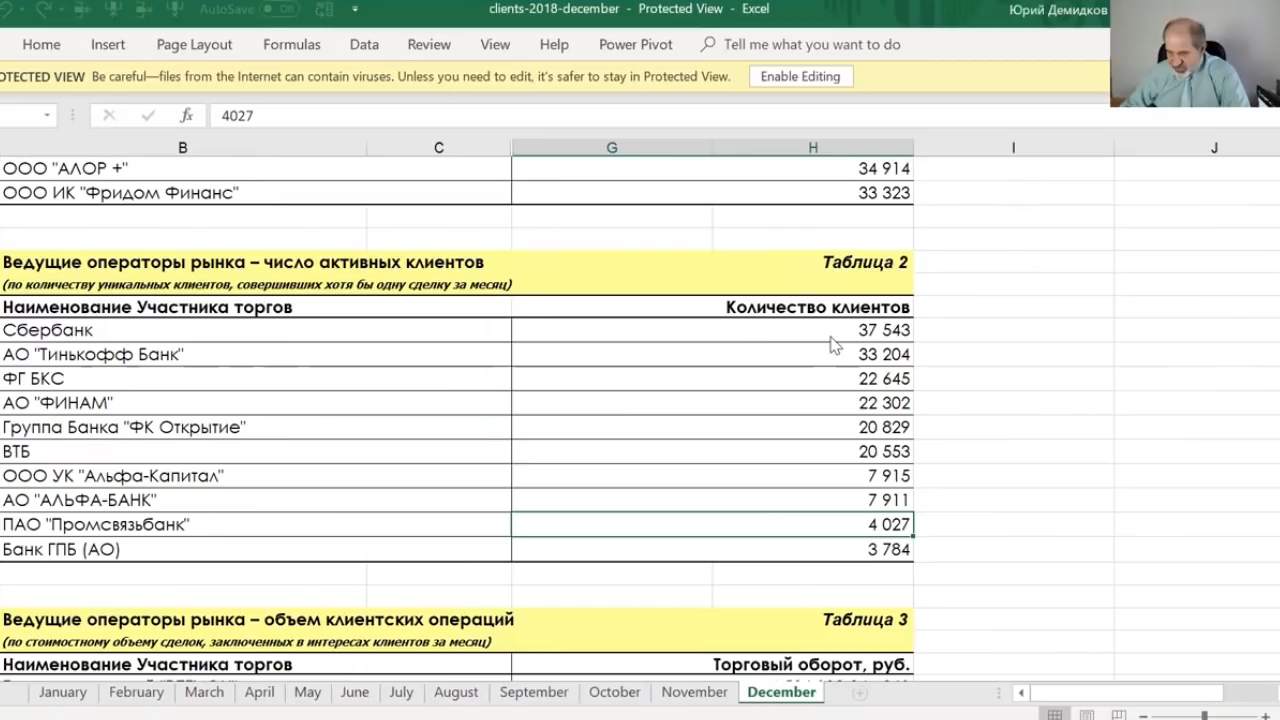 AutoSave Off
clients-2018-december - Protected View - Excel
Юрий Демидков
Home Insert Page Layout Formulas Data Review View Help Power Pivot Tell me what you want to do
OTECTED VIEW Be careful—files from the Internet can contain viruses. Unless you need to edit, it's safer to stay in Protected View. Enable Editing
fx 4027
B C G H I J
ООО "АЛОР +" 34 914
ООО ИК "Фридом Финанс" 33 323
Ведущие операторы рынка – число активных клиентов Таблица 2
(по количеству уникальных клиентов, совершивших хотя бы одну сделку за месяц)
Наименование Участника торгов Количество клиентов
Сбербанк 37 543
АО "Тинькофф Банк" 33 204
ФГ БКС 22 645
АО "ФИНАМ" 22 302
Группа Банка "ФК Открытие" 20 829
ВТБ 20 553
ООО УК "Альфа-Капитал" 7 915
АО "АЛЬФА-БАНК" 7 911
ПАО "Промсвязьбанк" 4 027
Банк ГПБ (АО) 3 784
Ведущие операторы рынка – объем клиентских операций Таблица 3
(по стоимостному объему сделок, заключенных в интересах клиентов за месяц)
Наименование Участника торгов Торговый оборот, руб.
January February March April May June July August September October November December